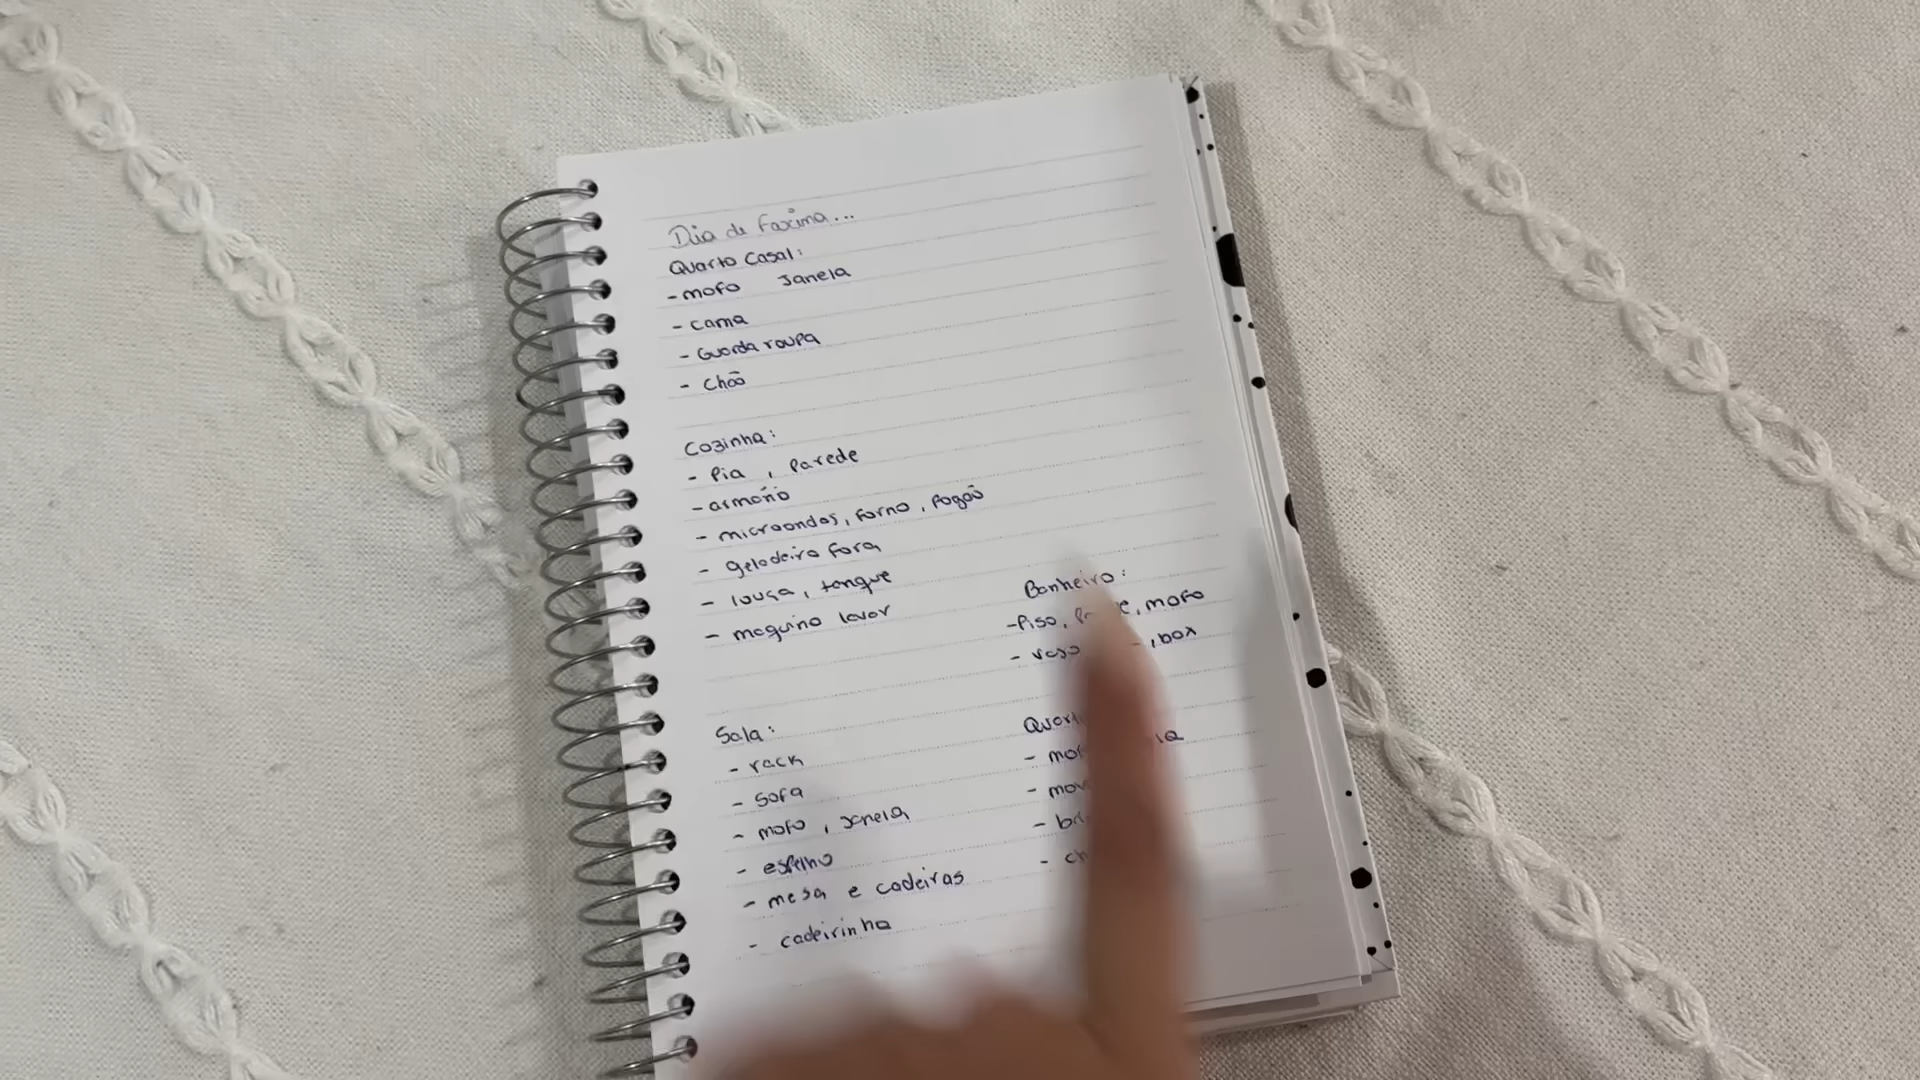 Dia de Faxina...
Quarto Casal:
- mofo Janela
- cama
- Guarda roupa
- Chão
Cozinha:
- Pia , Parede
- armário
- microondas, forno, fogão
- geladeira fora
- louça, tanque
- maquina lavar
Banheiro:
- Piso, mofo
- vaso , box
Sala:
- rack
- sofa
- mofo , janela
- espelho
- mesa e cadeiras
- cadeirinha